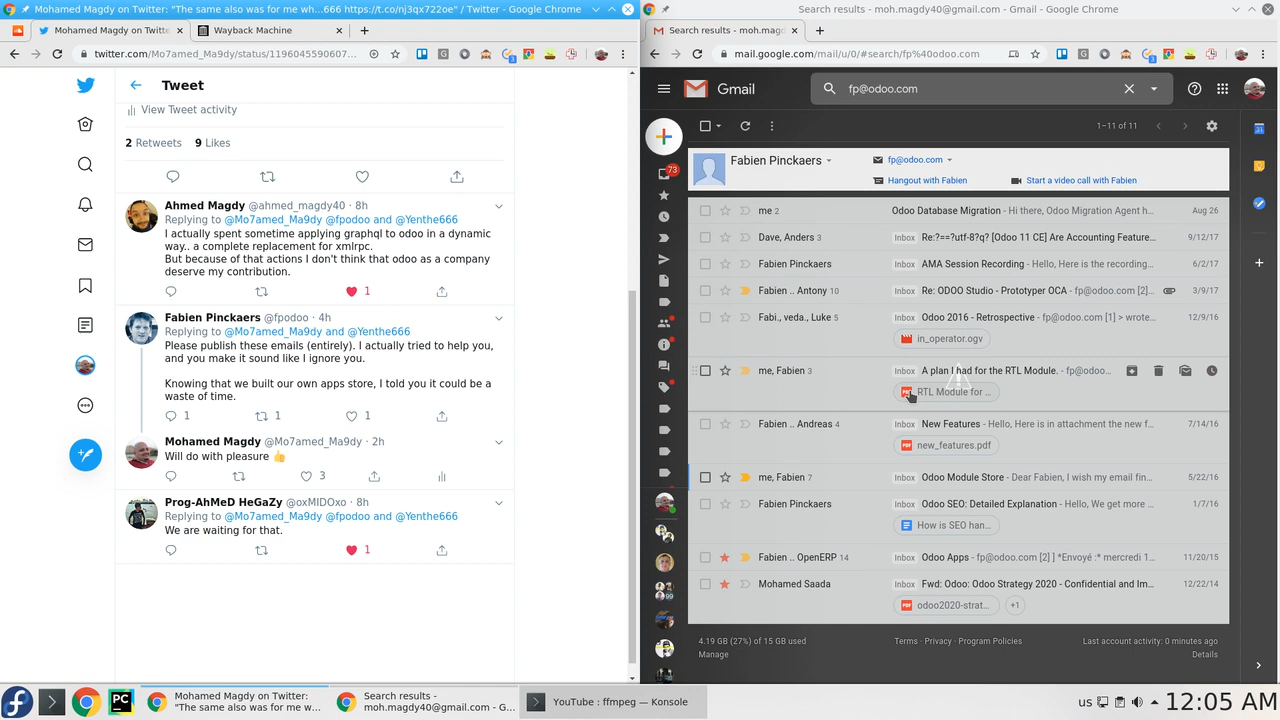 Mohamed Magdy on Twitter: "The same also was for me wh...666 https://t.co/nj3qx722oe" / Twitter - Google Chrome
Mohamed Magdy on Twitte
Wayback Machine
twitter.com/Mo7amed_Ma9dy/status/1196045590607...
Tweet
View Tweet activity
2 Retweets 9 Likes
Ahmed Magdy @ahmed_magdy40 · 8h
Replying to @Mo7amed_Ma9dy @fpodoo and @Yenthe666
I actually spent sometime applying graphql to odoo in a dynamic
way.. a complete replacement for xmlrpc.
But because of that actions I don't think that odoo as a company
deserve my contribution.
1
Fabien Pinckaers @fpodoo · 4h
Replying to @Mo7amed_Ma9dy and @Yenthe666
Please publish these emails (entirely). I actually tried to help you,
and you make it sound like I ignore you.
Knowing that we built our own apps store, I told you it could be a
waste of time.
1 1 1
Mohamed Magdy @Mo7amed_Ma9dy · 2h
Will do with pleasure 👍
3
Prog-AhMeD HeGaZy @oxMIDOxo · 8h
Replying to @Mo7amed_Ma9dy @fpodoo and @Yenthe666
We are waiting for that.
1
Search results - moh.magdy40@gmail.com - Gmail - Google Chrome
Search results - moh.magd
mail.google.com/mail/u/0/#search/fp%40odoo.com
Gmail
fp@odoo.com
1–11 of 11
73
Fabien Pinckaers
fp@odoo.com
Hangout with Fabien
Start a video call with Fabien
me 2 Odoo Database Migration - Hi there, Odoo Migration Agent h... Aug 26
Dave, Anders 3 Inbox Re:?==?utf-8?q? [Odoo 11 CE] Are Accounting Feature... 9/12/17
Fabien Pinckaers Inbox AMA Session Recording - Hello, Here is the recording... 6/2/17
Fabien .. Antony 10 Inbox Re: ODOO Studio - Prototyper OCA - fp@odoo.com [2]... 3/9/17
Fabi., veda., Luke 5 Inbox Odoo 2016 - Retrospective - fp@odoo.com [1] > wrote... 12/9/16
in_operator.ogv
me, Fabien 3 Inbox A plan I had for the RTL Module. - fp@odoo...
PDF RTL Module for ...
Fabien .. Andreas 4 Inbox New Features - Hello, Here is in attachment the new f... 7/14/16
PDF new_features.pdf
me, Fabien 7 Inbox Odoo Module Store - Dear Fabien, I wish my email fin... 5/22/16
Fabien Pinckaers Inbox Odoo SEO: Detailed Explanation - Hello, We get more ... 1/7/16
How is SEO han...
Fabien .. OpenERP 14 Inbox Odoo Apps - fp@odoo.com [2] ] *Envoyé :* mercredi 1... 11/20/15
Mohamed Saada Inbox Fwd: Odoo: Odoo Strategy 2020 - Confidential and Im... 12/22/14
PDF odoo2020-strat... +1
99
4.19 GB (27%) of 15 GB used
Manage
Terms · Privacy · Program Policies
Last account activity: 0 minutes ago
Details
PC
Mohamed Magdy on Twitter:
"The same also was for me w...
Search results -
moh.magdy40@gmail.com - G...
YouTube : ffmpeg — Konsole
us
12:05 AM